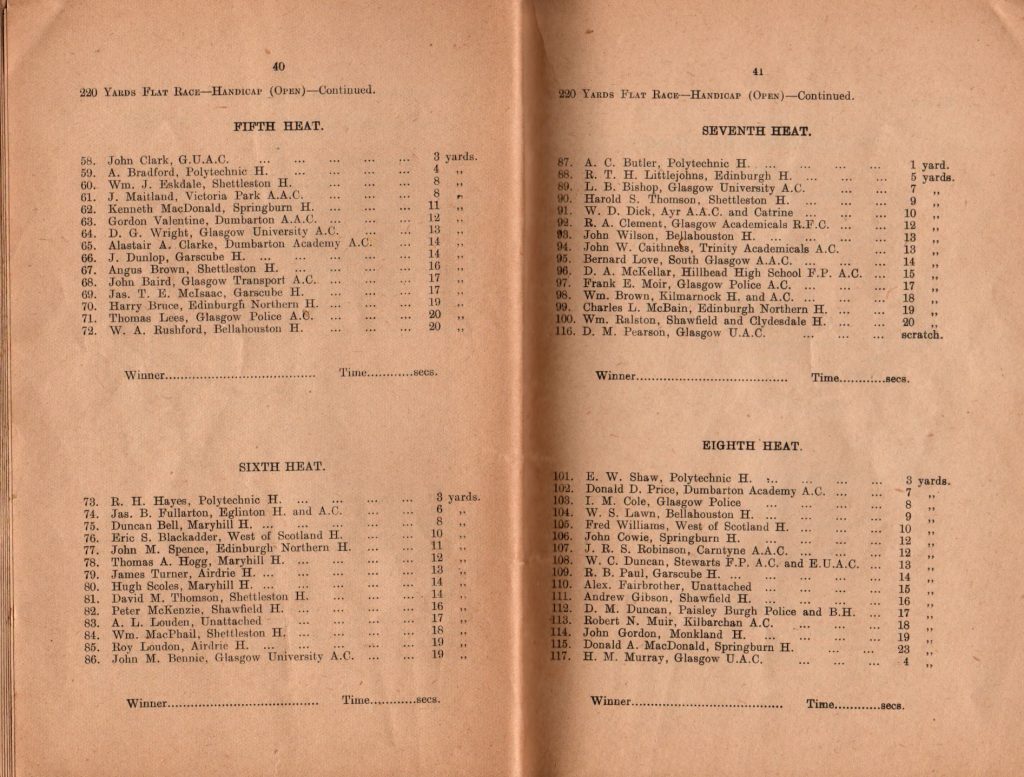 40
220 Yards Flat Race—Handicap (Open)—Continued.
FIFTH HEAT.
58. John Clark, G.U.A.C. ... ... ... ... ... 3 yards.
59. A. Bradford, Polytechnic H. ... ... ... ... 4 ,,
60. Wm. J. Eskdale, Shettleston H. ... ... ... 8 ,,
61. J. Maitland, Victoria Park A.A.C. ... ... ... 8 ,,
62. Kenneth MacDonald, Springburn H. ... ... ... 11 ,,
63. Gordon Valentine, Dumbarton A.A.C. ... ... ... 12 ,,
64. D. G. Wright, Glasgow University A.C. ... ... 13 ,,
65. Alastair A. Clarke, Dumbarton Academy A.C. ... 14 ,,
66. J. Dunlop, Garscube H. ... ... ... ... ... 14 ,,
67. Angus Brown, Shettleston H. ... ... ... ... 16 ,,
68. John Baird, Glasgow Transport A.C. ... ... ... 17 ,,
69. Jas. T. E. McIsaac, Garscube H. ... ... ... 17 ,,
70. Harry Bruce, Edinburgh Northern H. ... ... ... 19 ,,
71. Thomas Lees, Glasgow Police A.C. ... ... ... 20 ,,
72. W. A. Rushford, Bellahouston H. ... ... ... 20 ,,
Winner...................................... Time............secs.
SIXTH HEAT.
73. R. H. Hayes, Polytechnic H. ... ... ... ... 3 yards.
74. Jas. B. Fullarton, Eglinton H. and A.C. ... ... 6 ,,
75. Duncan Bell, Maryhill H. ... ... ... ... ... 8 ,,
76. Eric S. Blackadder, West of Scotland H. ... ... 10 ,,
77. John M. Spence, Edinburgh Northern H. ... ... 11 ,,
78. Thomas A. Hogg, Maryhill H. ... ... ... ... 12 ,,
79. James Turner, Airdrie H. ... ... ... ... ... 13 ,,
80. Hugh Scoles, Maryhill H. ... ... ... ... ... 14 ,,
81. David M. Thomson, Shettleston H. ... ... ... 14 ,,
82. Peter McKenzie, Shawfield H. ... ... ... ... 16 ,,
83. A. L. Louden, Unattached ... ... ... ... 17 ,,
84. Wm. MacPhail, Shettleston H. ... ... ... ... 18 ,,
85. Roy Loudon, Airdrie H. ... ... ... ... ... 19 ,,
86. John M. Bennie, Glasgow University A.C. ... ... 19 ,,
Winner...................................... Time............secs.
41
220 Yards Flat Race—Handicap (Open)—Continued.
SEVENTH HEAT.
87. A. C. Butler, Polytechnic H. ... ... ... ... 1 yard.
88. R. T. H. Littlejohns, Edinburgh H. ... ... ... 5 yards.
89. L. B. Bishop, Glasgow University A.C. ... ... 7 ,,
90. Harold S. Thomson, Shettleston H. ... ... ... 9 ,,
91. W. D. Dick, Ayr A.A.C. and Catrine ... ... ... 10 ,,
92. R. A. Clement, Glasgow Academicals R.F.C. ... ... 12 ,,
93. John Wilson, Bellahouston H. ... ... ... ... 13 ,,
94. John W. Caithness, Trinity Academicals A.C. ... 13 ,,
95. Bernard Love, South Glasgow A.A.C. ... ... ... 14 ,,
96. D. A. McKellar, Hillhead High School F.P. A.C. ... 15 ,,
97. Frank E. Moir, Glasgow Police A.C. ... ... ... 17 ,,
98. Wm. Brown, Kilmarnock H. and A.C. ... ... ... 18 ,,
99. Charles L. McBain, Edinburgh Northern H. ... ... 19 ,,
100. Wm. Ralston, Shawfield and Clydesdale H. ... ... 20 ,,
116. D. M. Pearson, Glasgow U.A.C. ... ... ... scratch.
Winner...................................... Time............secs.
EIGHTH HEAT.
101. E. W. Shaw, Polytechnic H. ... ... ... ... 3 yards.
102. Donald D. Price, Dumbarton Academy A.C. ... ... 7 ,,
103. I. M. Cole, Glasgow Police ... ... ... ... 8 ,,
104. W. S. Lawn, Bellahouston H. ... ... ... ... 9 ,,
105. Fred Williams, West of Scotland H. ... ... ... 10 ,,
106. John Cowie, Springburn H. ... ... ... ... 12 ,,
107. J. R. S. Robinson, Carntyne A.A.C. ... ... ... 12 ,,
108. W. C. Duncan, Stewarts F.P. A.C. and E.U.A.C. ... 13 ,,
109. R. B. Paul, Garscube H. ... ... ... ... ... 14 ,,
110. Alex. Fairbrother, Unattached ... ... ... ... 15 ,,
111. Andrew Gibson, Shawfield H. ... ... ... ... 16 ,,
112. D. M. Duncan, Paisley Burgh Police and B.H. ... 17 ,,
113. Robert N. Muir, Kilbarchan A.C. ... ... ... 18 ,,
114. John Gordon, Monkland H. ... ... ... ... 19 ,,
115. Donald A. MacDonald, Springburn H. ... ... ... 23 ,,
117. H. M. Murray, Glasgow U.A.C. ... ... ... 4 ,,
Winner...................................... Time............secs.